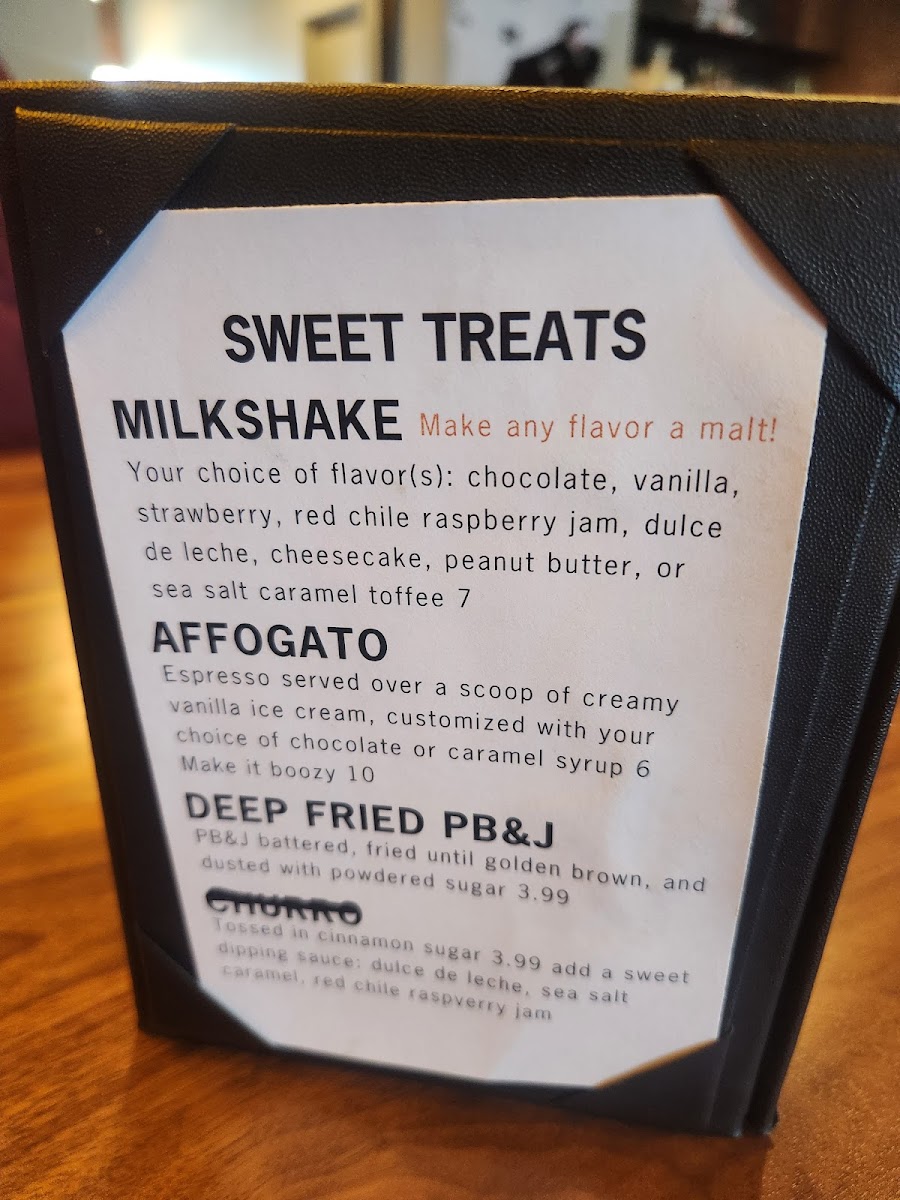 SWEET TREATS
MILKSHAKE Make any flavor a malt!
Your choice of flavor(s): chocolate, vanilla,
strawberry, red chile raspberry jam, dulce
de leche, cheesecake, peanut butter, or
sea salt caramel toffee 7
AFFOGATO
Espresso served over a scoop of creamy
vanilla ice cream, customized with your
choice of chocolate or caramel syrup 6
Make it boozy 10
DEEP FRIED PB&J
PB&J battered, fried until golden brown, and
dusted with powdered sugar 3.99
CHURRO
Tossed in cinnamon sugar 3.99 add a sweet
dipping sauce: dulce de leche, sea salt
caramel, red chile raspverry jam